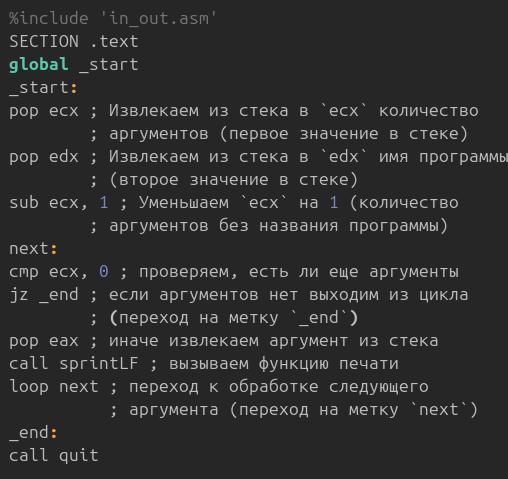 %include 'in_out.asm'
SECTION .text
global _start
_start:
pop ecx ; Извлекаем из стека в `ecx` количество
; аргументов (первое значение в стеке)
pop edx ; Извлекаем из стека в `edx` имя программы
; (второе значение в стеке)
sub ecx, 1 ; Уменьшаем `ecx` на 1 (количество
; аргументов без названия программы)
next:
cmp ecx, 0 ; проверяем, есть ли еще аргументы
jz _end ; если аргументов нет выходим из цикла
; (переход на метку `_end`)
pop eax ; иначе извлекаем аргумент из стека
call sprintLF ; вызываем функцию печати
loop next ; переход к обработке следующего
; аргумента (переход на метку `next`)
_end:
call quit